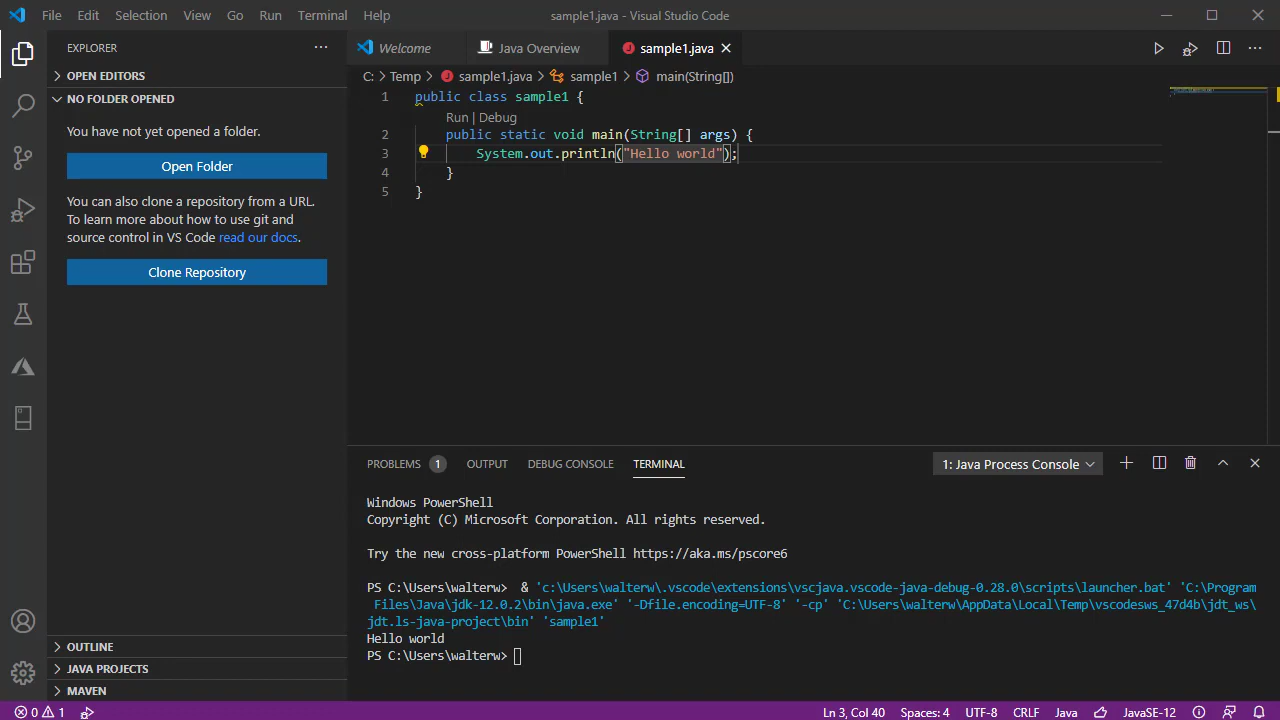 File Edit Selection View Go Run Terminal Help
sample1.java - Visual Studio Code
EXPLORER
OPEN EDITORS
NO FOLDER OPENED
You have not yet opened a folder.
Open Folder
You can also clone a repository from a URL.
To learn more about how to use git and
source control in VS Code read our docs.
Clone Repository
OUTLINE
JAVA PROJECTS
MAVEN
Welcome
Java Overview
sample1.java
C: > Temp > sample1.java > sample1 > main(String[])
1 public class sample1 {
Run | Debug
2 public static void main(String[] args) {
3 System.out.println("Hello world");
4 }
5 }
PROBLEMS 1 OUTPUT DEBUG CONSOLE TERMINAL
1: Java Process Console
Windows PowerShell
Copyright (C) Microsoft Corporation. All rights reserved.
Try the new cross-platform PowerShell https://aka.ms/pscore6
PS C:\Users\walterw>  & 'c:\Users\walterw\.vscode\extensions\vscjava.vscode-java-debug-0.28.0\scripts\launcher.bat' 'C:\Program
 Files\Java\jdk-12.0.2\bin\java.exe' '-Dfile.encoding=UTF-8' '-cp' 'C:\Users\walterw\AppData\Local\Temp\vscodesws_47d4b\jdt_ws\
jdt.ls-java-project\bin' 'sample1'
Hello world
PS C:\Users\walterw>
0 1
Ln 3, Col 40 Spaces: 4 UTF-8 CRLF Java JavaSE-12